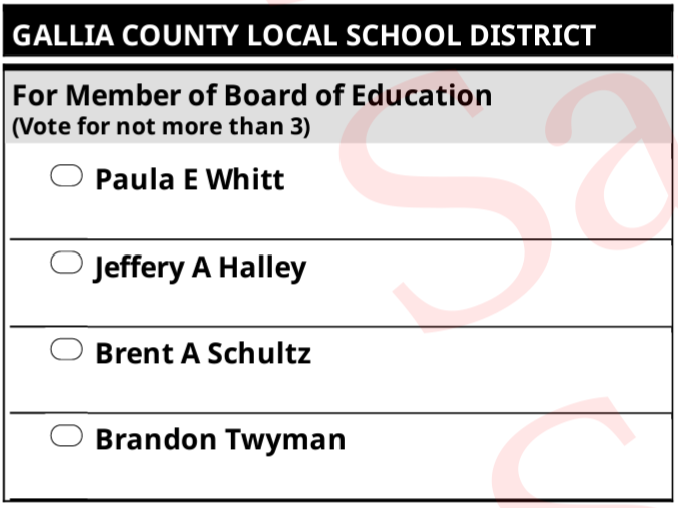 GALLIA COUNTY LOCAL SCHOOL DISTRICT
For Member of Board of Education
(Vote for not more than 3)
Paula E Whitt
Jeffery A Halley
Brent A Schultz
Brandon Twyman
Sa
S